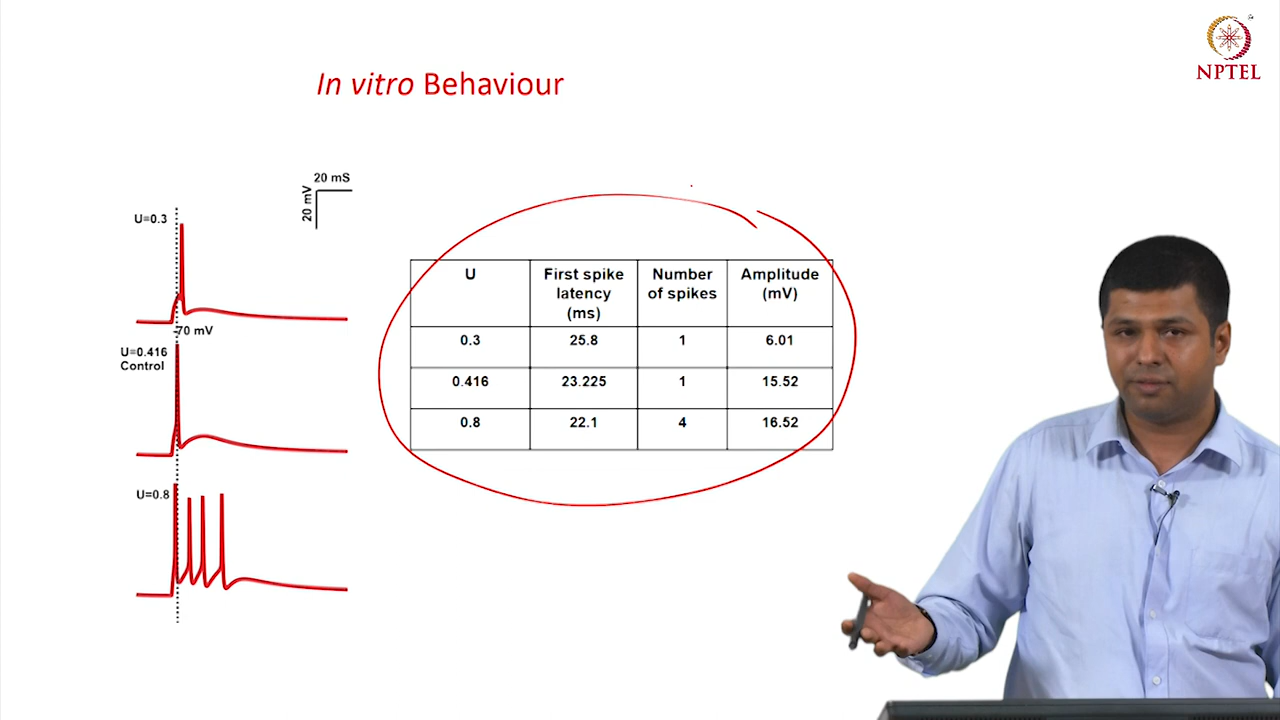 NPTEL
In vitro Behaviour
20 mS
20 mV
U=0.3
-70 mV
U=0.416
Control
U=0.8
U First spike latency (ms) Number of spikes Amplitude (mV)
0.3 25.8 1 6.01
0.416 23.225 1 15.52
0.8 22.1 4 16.52